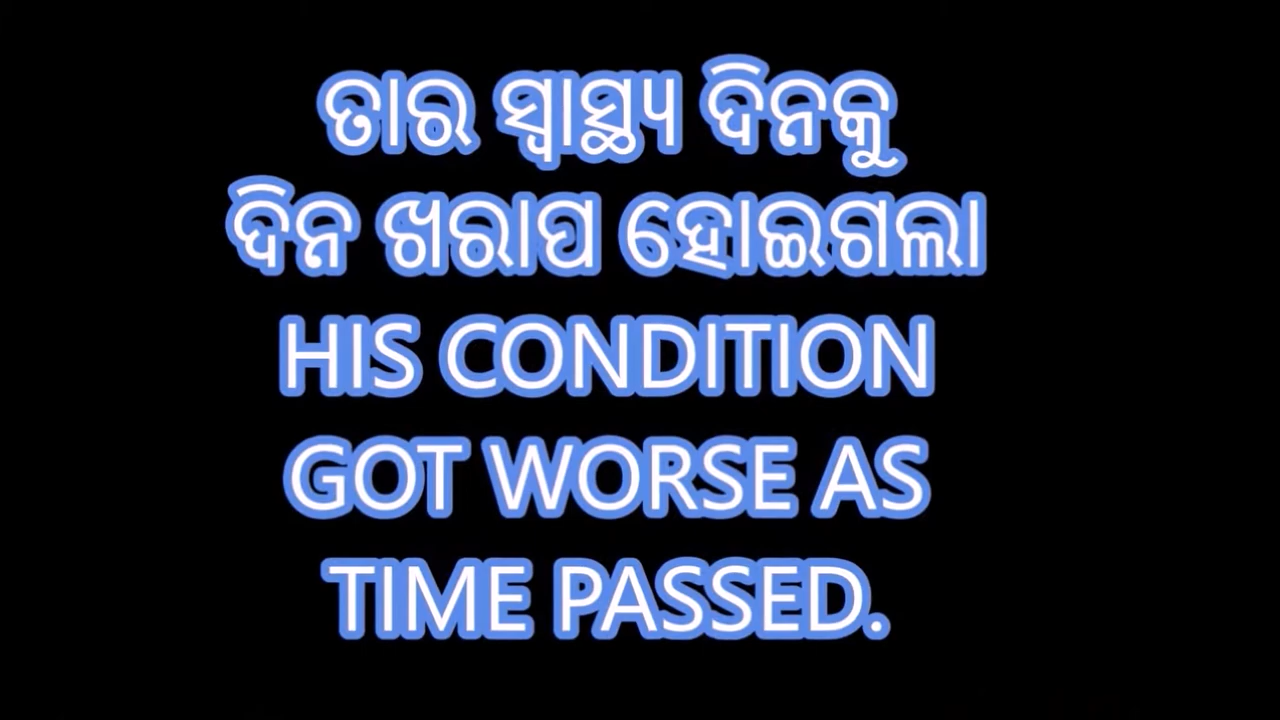 ତାର ସ୍ୱାସ୍ଥ୍ୟ ଦିନକୁ
ଦିନ ଖରାପ ହୋଇଗଲା
HIS CONDITION
GOT WORSE AS
TIME PASSED.